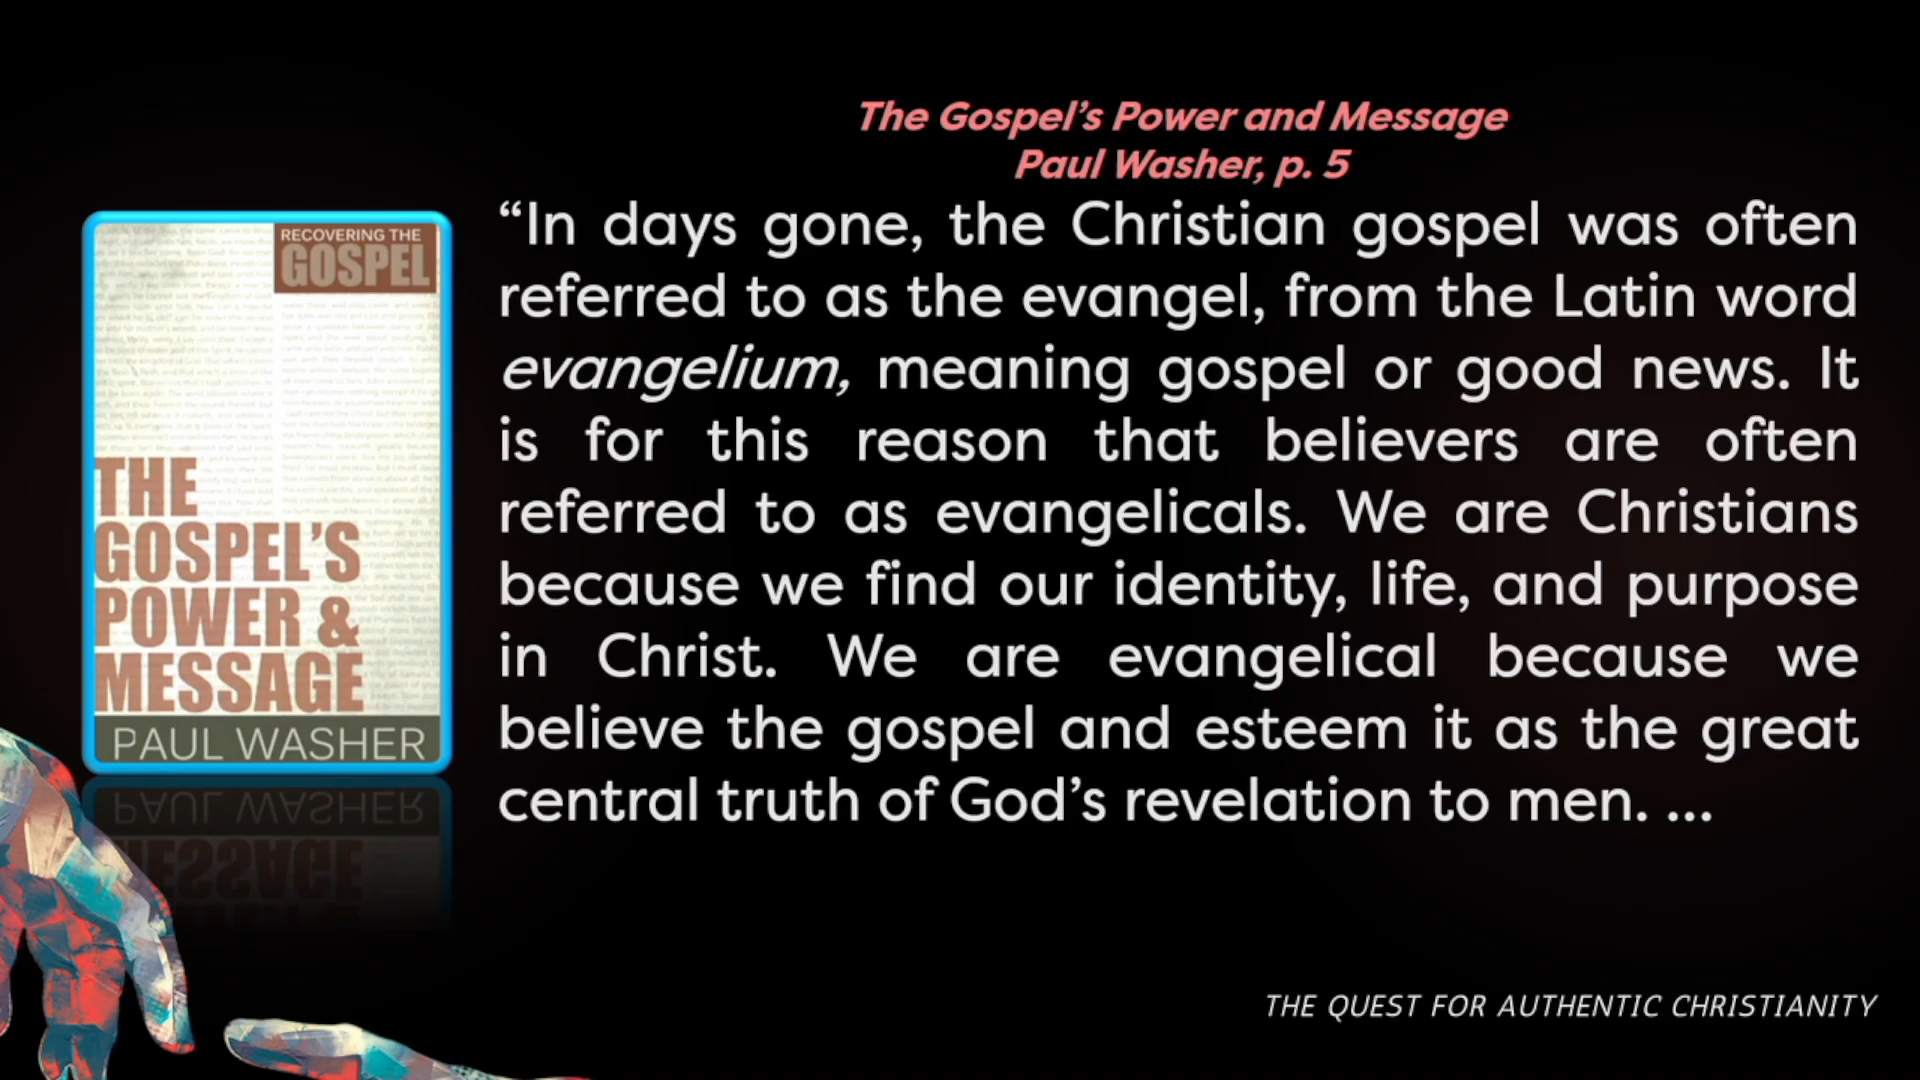 The Gospel’s Power and Message
Paul Washer, p. 5
“In days gone, the Christian gospel was often
referred to as the evangel, from the Latin word
evangelium, meaning gospel or good news. It
is for this reason that believers are often
referred to as evangelicals. We are Christians
because we find our identity, life, and purpose
in Christ. We are evangelical because we
believe the gospel and esteem it as the great
central truth of God’s revelation to men. ...
RECOVERING THE
GOSPEL
THE
GOSPEL’S
POWER &
MESSAGE
PAUL WASHER
THE QUEST FOR AUTHENTIC CHRISTIANITY